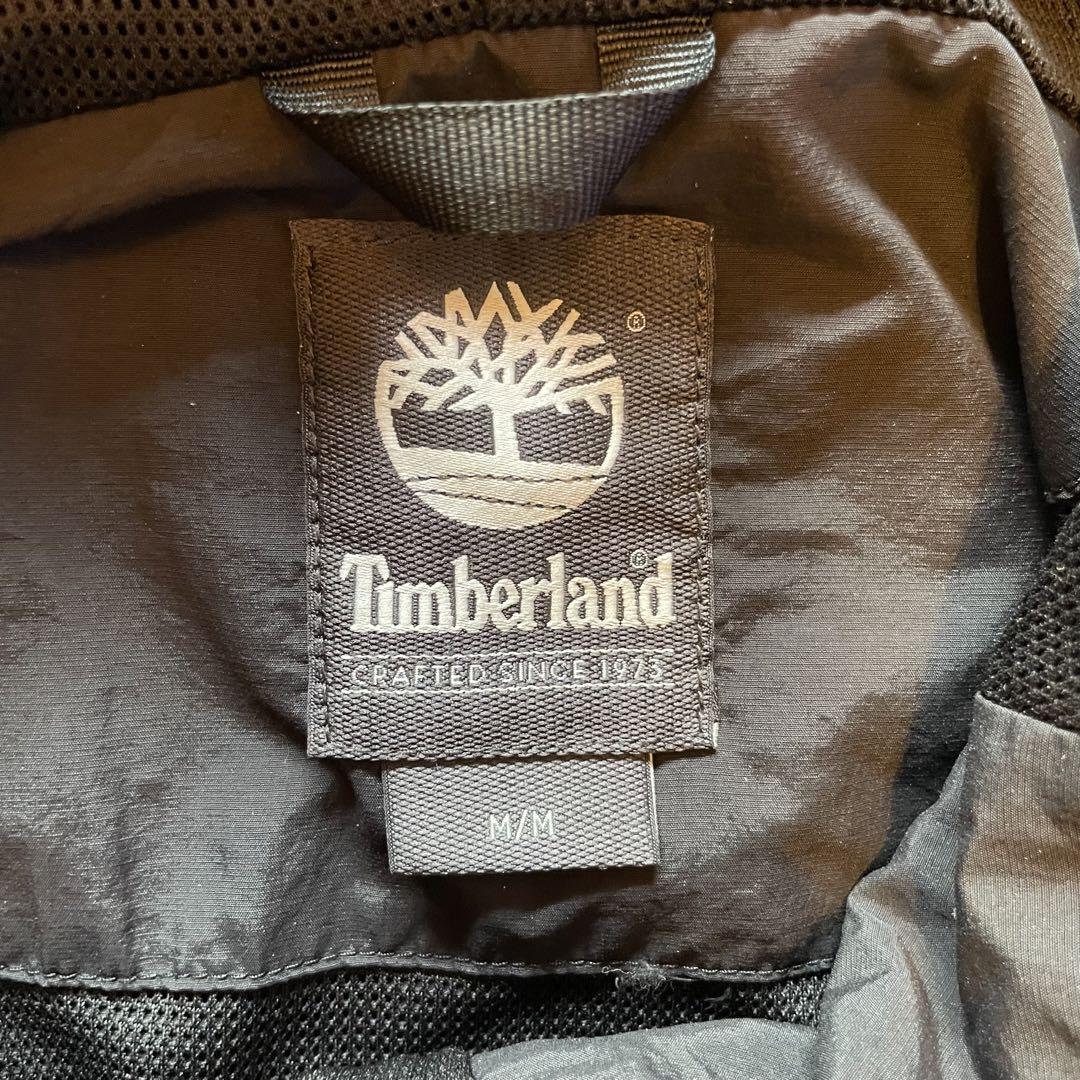 ®
Timberland®
CRAFTED SINCE 1973
M/M